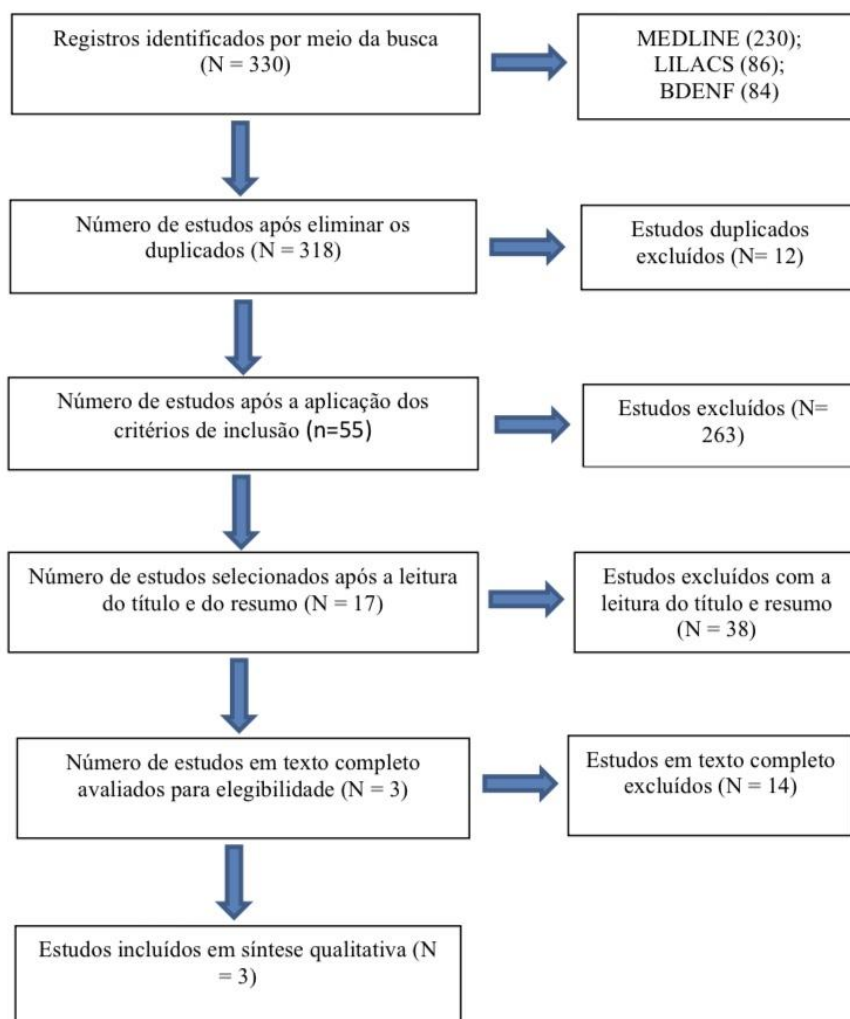 Registros identificados por meio da busca
(N = 330)
MEDLINE (230);
LILACS (86);
BDENF (84)
Número de estudos após eliminar os
duplicados (N = 318)
Estudos duplicados
excluídos (N= 12)
Número de estudos após a aplicação dos
critérios de inclusão (n=55)
Estudos excluídos (N=
263)
Número de estudos selecionados após a leitura
do título e do resumo (N = 17)
Estudos excluídos com a
leitura do título e resumo
(N = 38)
Número de estudos em texto completo
avaliados para elegibilidade (N = 3)
Estudos em texto completo
excluídos (N = 14)
Estudos incluídos em síntese qualitativa (N
= 3)